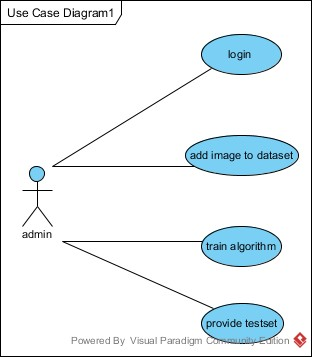 Use Case Diagram1
login
add image to dataset
admin
train algorithm
provide testset
Powered By Visual Paradigm Community Edition